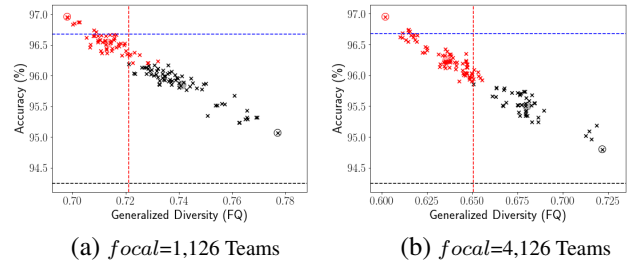 97.0
96.5
96.0
95.5
95.0
94.5
Accuracy (%)
0.70 0.72 0.74 0.76 0.78
Generalized Diversity (FQ)
(a) focal=1,126 Teams
97.0
96.5
96.0
95.5
95.0
94.5
Accuracy (%)
0.600 0.625 0.650 0.675 0.700 0.725
Generalized Diversity (FQ)
(b) focal=4,126 Teams